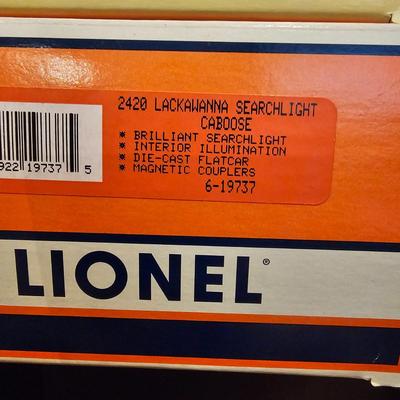 2420 LACKAWANNA SEARCHLIGHT
CABOOSE
* BRILLIANT SEARCHLIGHT
* INTERIOR ILLUMINATION
* DIE-CAST FLATCAR
* MAGNETIC COUPLERS
6-19737
922 19737 5
LIONEL®